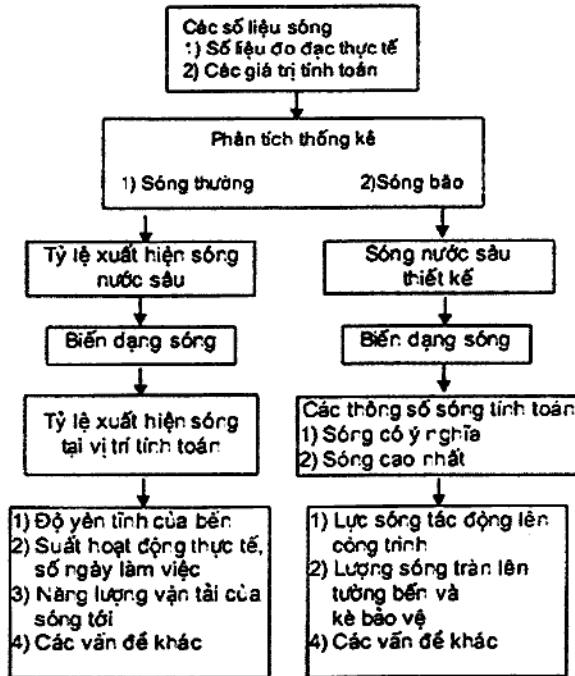 Các số liệu sóng
1) Số liệu đo đạc thực tế
2) Các giá trị tính toán
Phân tích thống kê
1) Sóng thường
2)Sóng bão
Tỷ lệ xuất hiện sóng
nước sâu
Biến dạng sóng
Tỷ lệ xuất hiện sóng
tại vị trí tính toán
1) Độ yên tĩnh của bến
2) Suất hoạt động thực tế,
số ngày làm việc
3) Năng lượng vận tải của
sóng tới
4) Các vấn đề khác
Sóng nước sâu
thiết kế
Biến dạng sóng
Các thông số sóng tính toán
1) Sóng có ý nghĩa
2) Sóng cao nhất
1) Lực sóng tác động lên
công trình
2) Lượng sóng tràn lên
tường bến và
kè bảo vệ
4) Các vấn đề khác